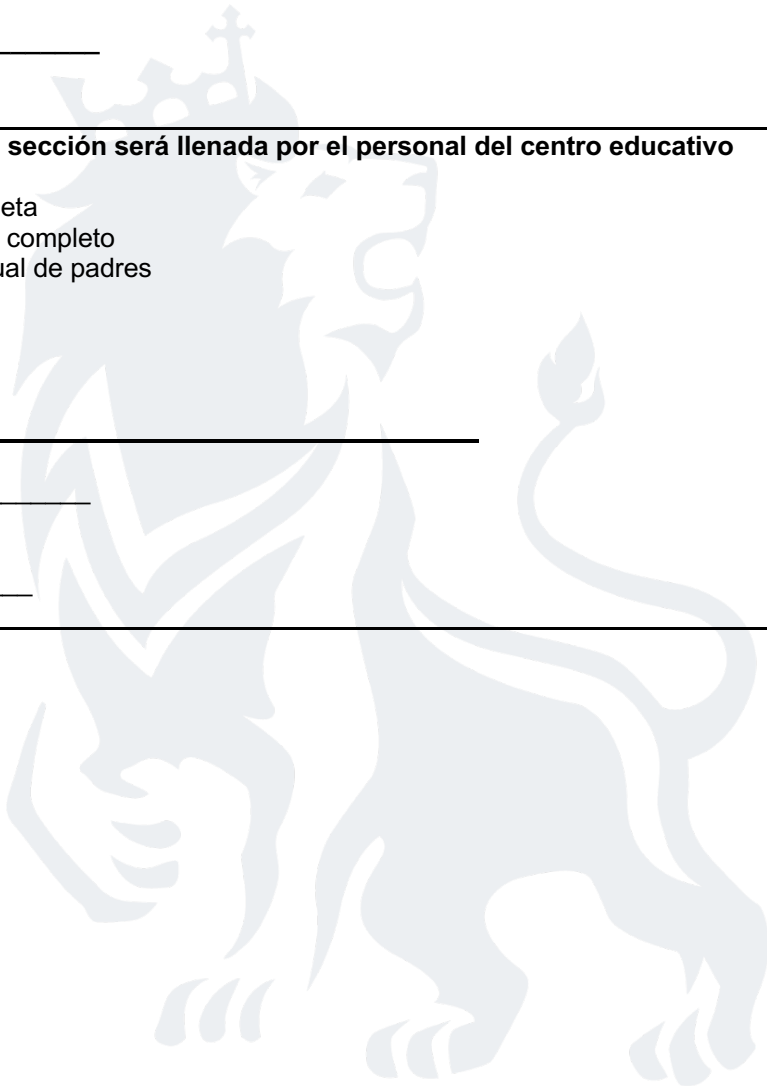 sección será llenada por el personal del centro educativo
eta
completo
ual de padres